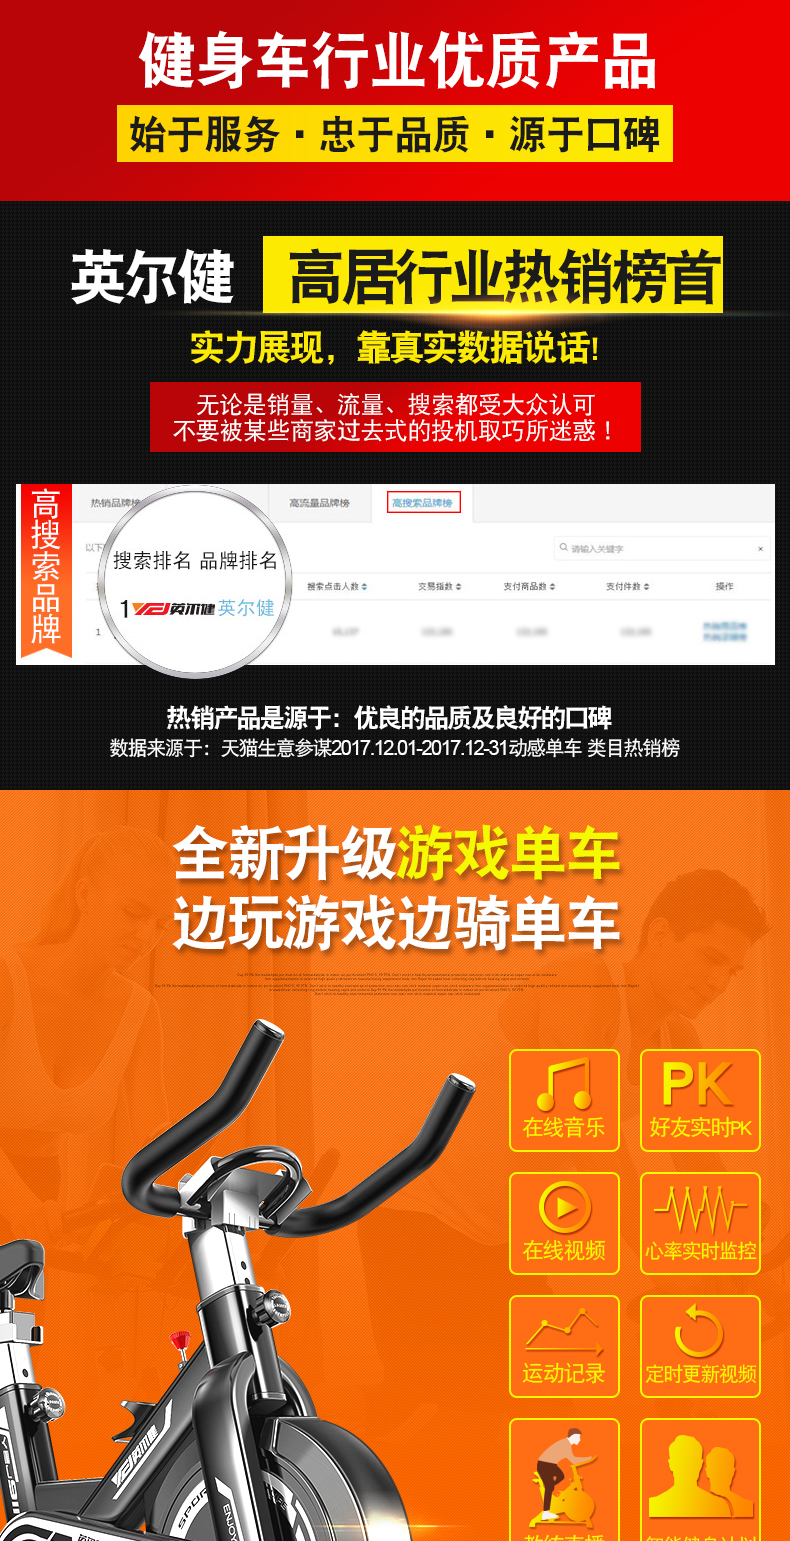 健身车行业优质产品
始于服务·忠于品质·源于口碑
英尔健 高居行业热销榜首
实力展现，靠真实数据说话!
无论是销量、流量、搜索都受大众认可
不要被某些商家过去式的投机取巧所迷惑！
高搜索品牌
热销品牌榜 高流量品牌榜 高搜索品牌榜
以下
请输入关键字 ×
搜索排名 品牌排名
搜索点击人数 交易指数 支付商品数 支付件数 操作
1 英尔健 英尔健
1
热销产品是源于：优良的品质及良好的口碑
数据来源于：天猫生意参谋2017.12.01-2017.12-31动感单车 类目热销榜
全新升级游戏单车
边玩游戏边骑单车
在线音乐
PK
好友实时PK
在线视频
心率实时监控
运动记录
定时更新视频
英尔健
YEJ
SPOR
ENJOY